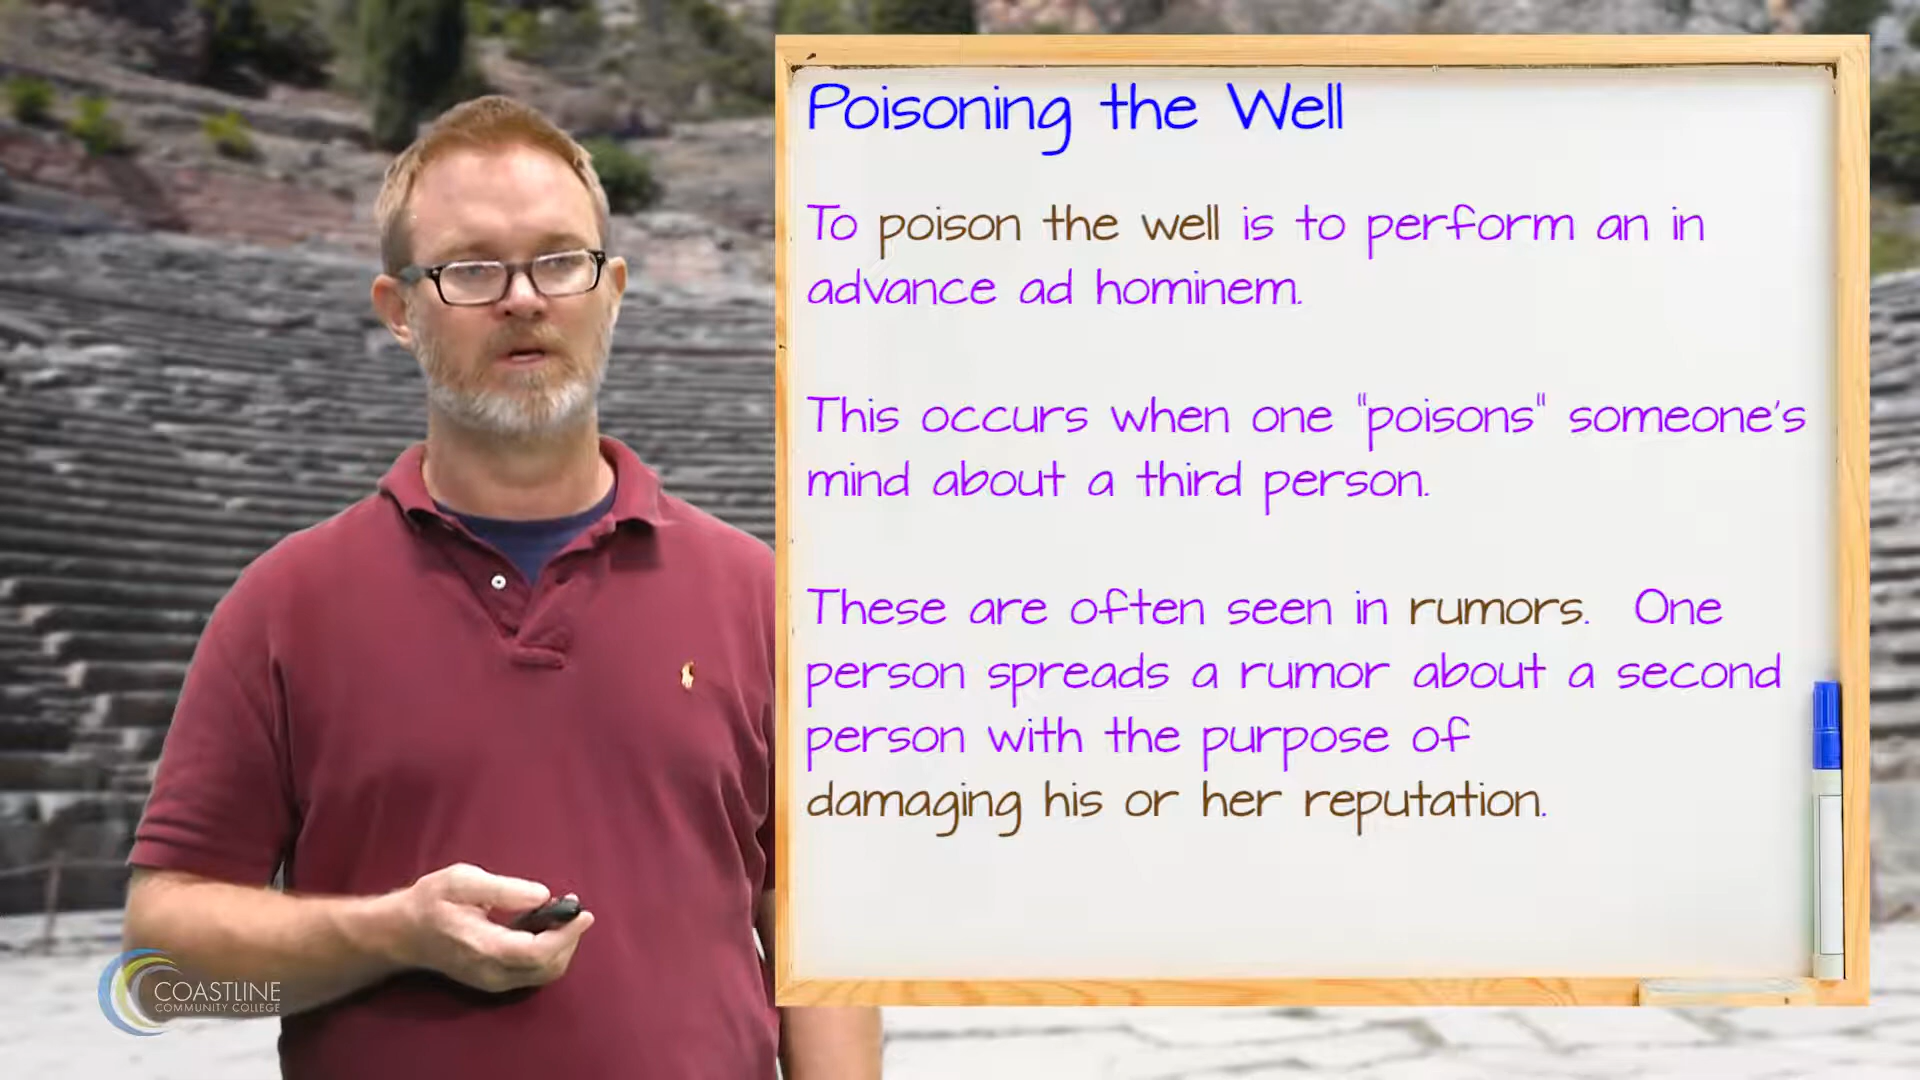 Poisoning the Well
To poison the well is to perform an in
advance ad hominem.
This occurs when one "poisons" someone's
mind about a third person.
These are often seen in rumors. One
person spreads a rumor about a second
person with the purpose of
damaging his or her reputation.
COASTLINE
COMMUNITY COLLEGE